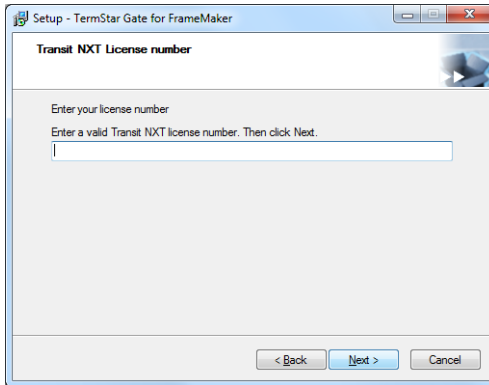 Setup - TermStar Gate for FrameMaker
Transit NXT License number
Enter your license number
Enter a valid Transit NXT license number. Then click Next.
< Back Next > Cancel